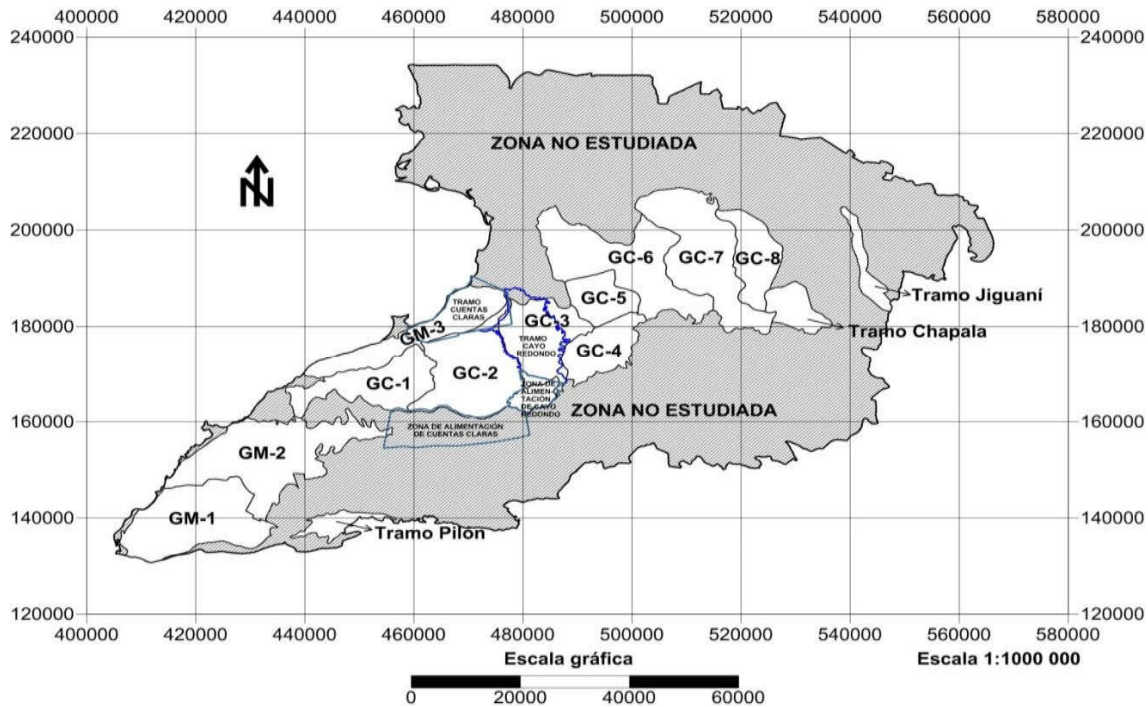 400000 420000 440000 460000 480000 500000 520000 540000 560000 580000
240000 240000
ZONA NO ESTUDIADA
220000 220000
N
200000 200000
GC-6 GC-7 GC-8
GC-5
Tramo Jiguaní
TRAMO
CUENTAS
CLARAS
GC-3
180000 180000
GM-3
Tramo Chapala
TRAMO
CAYO
REDONDO
GC-4
GC-1 GC-2
ZONA DE
ALIMEN-
TACIÓN
DE CAYO
REDONDO
ZONA NO ESTUDIADA
160000 160000
ZONA DE ALIMENTACIÓN
DE CUENTAS CLARAS
GM-2
GM-1
140000 140000
Tramo Pilón
120000 120000
400000 420000 440000 460000 480000 500000 520000 540000 560000 580000
Escala gráfica
Escala 1:1000 000
0 20000 40000 60000